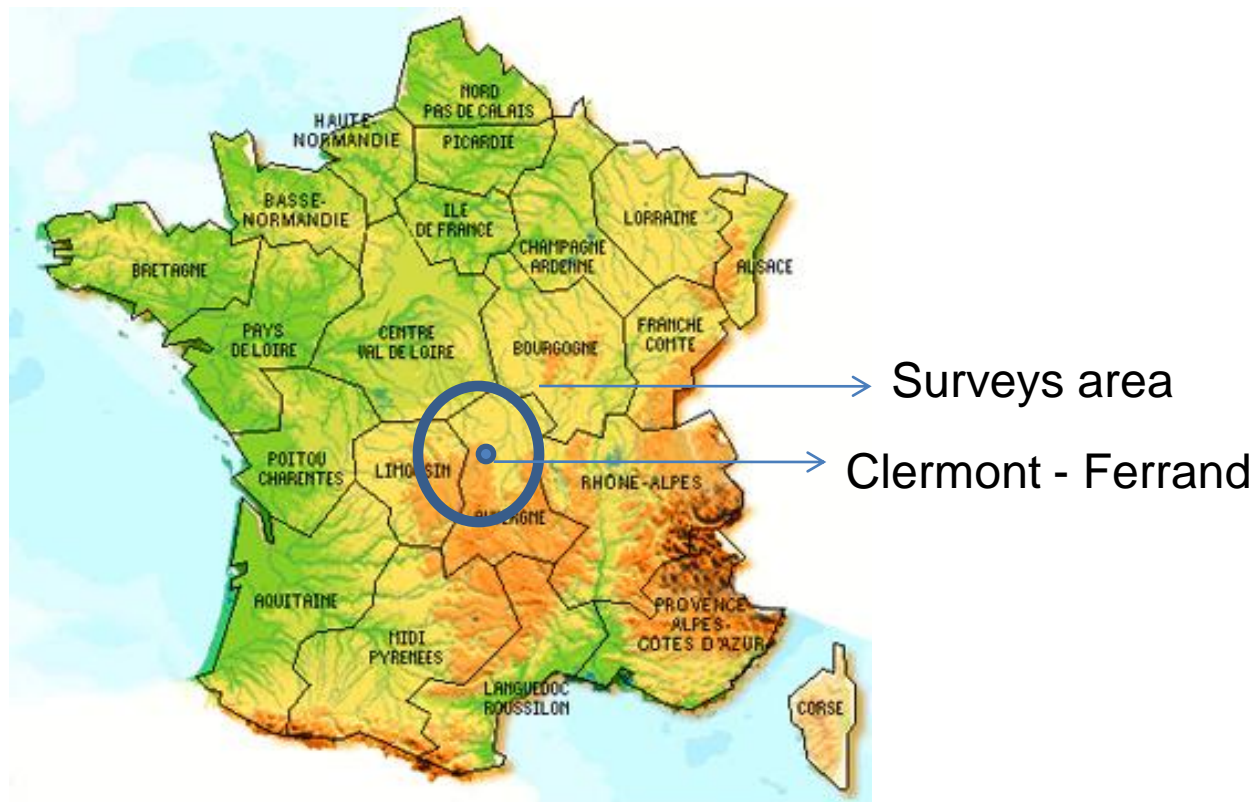 NORD
PAS DE CALAIS
HAUTE-
NORMANDIE
PICARDIE
BASSE-
NORMANDIE
ILE
DE FRANCE
LORRAINE
CHAMPAGNE
ARDENNE
ALSACE
BRETAGNE
PAYS
DE LOIRE
CENTRE
VAL DE LOIRE
BOURGOGNE
FRANCHE
COMTE
Surveys area
POITOU
CHARENTES
LIMOUSIN
RHÔNE-ALPES
Clermont - Ferrand
AUVERGNE
AQUITAINE
MIDI
PYRENEES
PROVENCE
ALPES-
CÔTES D'AZUR
LANGUEDOC
ROUSSILON
CORSE